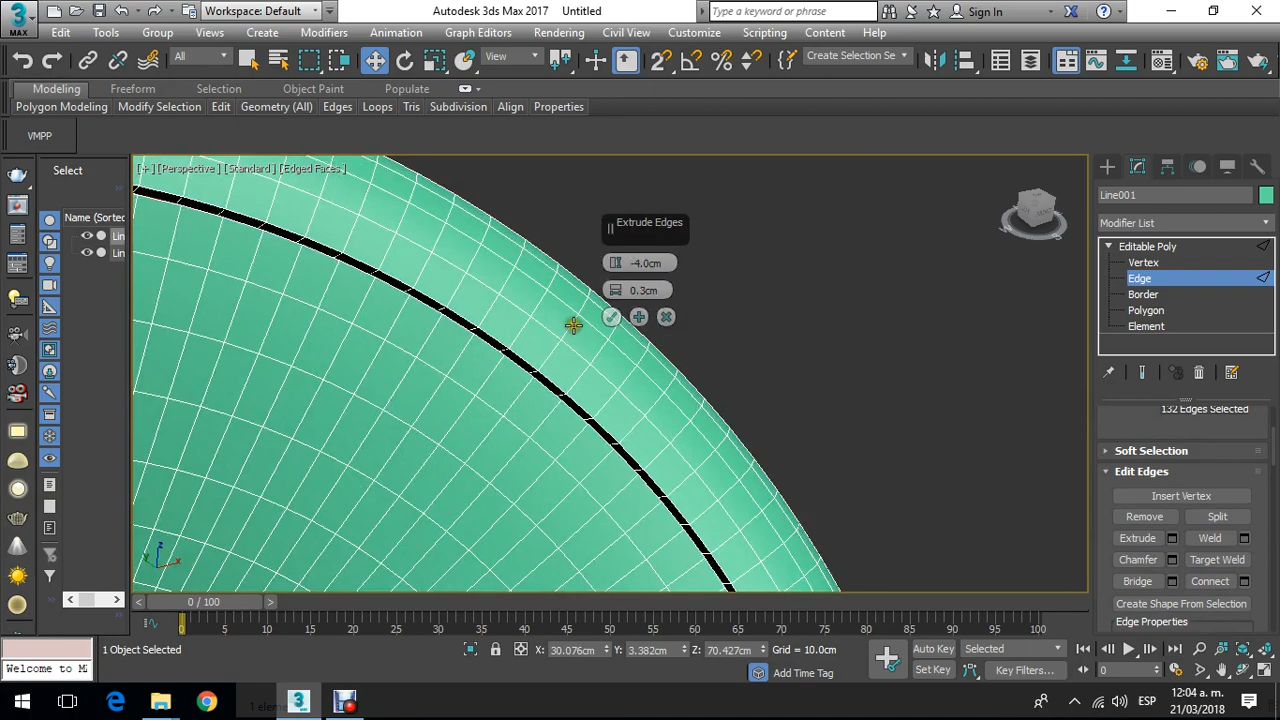 3
MAX
Workspace: Default
Autodesk 3ds Max 2017 Untitled
Type a keyword or phrase
Sign In
Edit Tools Group Views Create Modifiers Animation Graph Editors Rendering Civil View Customize Scripting Content Help
All
View
Create Selection Se
Modeling Freeform Selection Object Paint Populate
Polygon Modeling Modify Selection Edit Geometry (All) Edges Loops Tris Subdivision Align Properties
VMPP
Select
Name (Sorted
Lin
Lin
[+] [Perspective] [Standard] [Edged Faces]
Extrude Edges
-4.0cm
0.3cm
Line001
Modifier List
Editable Poly
Vertex
Edge
Border
Polygon
Element
132 Edges Selected
Soft Selection
Edit Edges
Insert Vertex
Remove Split
Extrude Weld
Chamfer Target Weld
Bridge Connect
Create Shape From Selection
Edge Properties
z
x
0 / 100
0 5 10 15 20 25 30 35 40 45 50 55 60 65 70 75 80 85 90 95 100
1 Object Selected
X: 30.076cm Y: 3.382cm Z: 70.427cm Grid = 10.0cm
Auto Key Selected
Welcome to M
Add Time Tag
Set Key Key Filters...
0
1 eleme
ESP
12:04 a. m.
21/03/2018